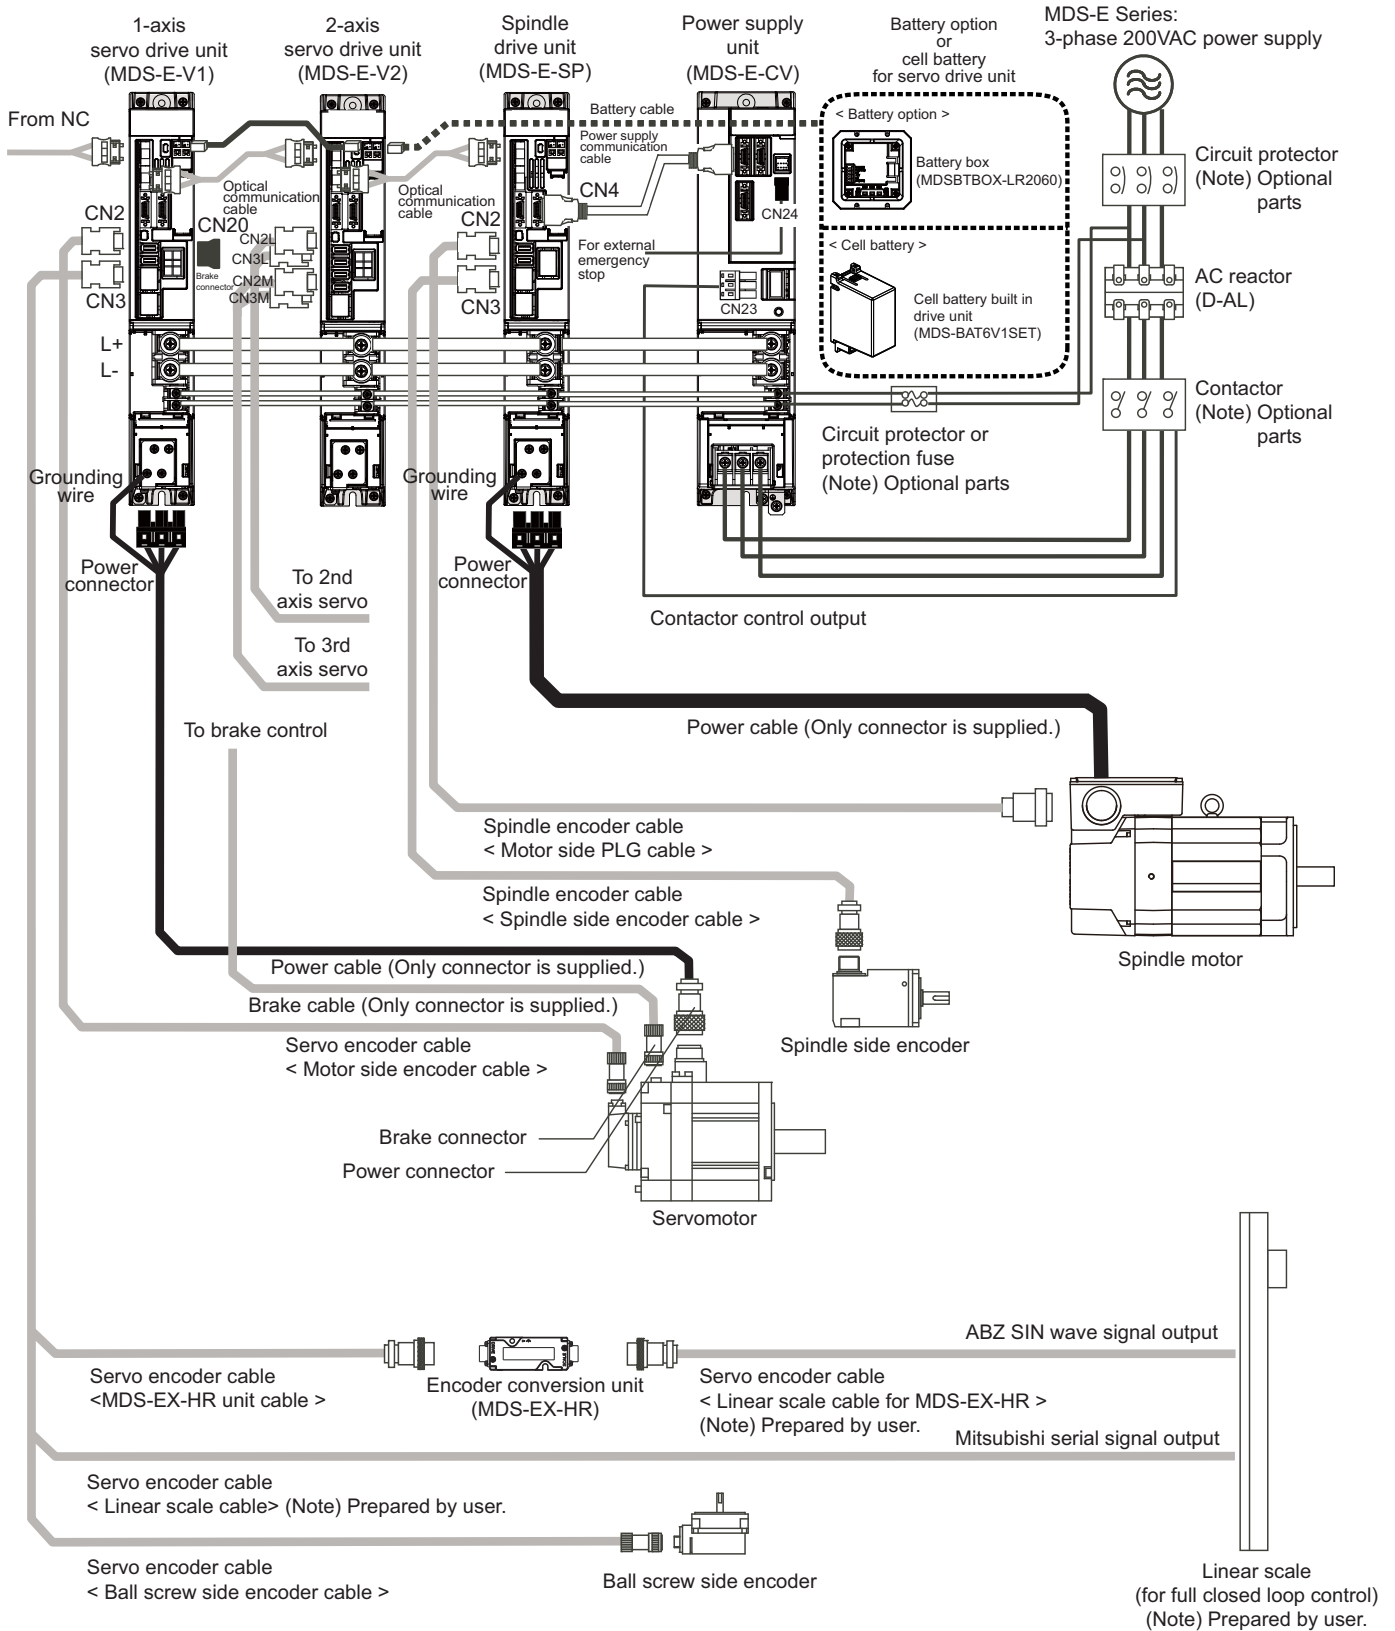 1-axis
servo drive unit
(MDS-E-V1)
2-axis
servo drive unit
(MDS-E-V2)
Spindle
drive unit
(MDS-E-SP)
Power supply
unit
(MDS-E-CV)
Battery option
or
cell battery
for servo drive unit
MDS-E Series:
3-phase 200VAC power supply
From NC
Battery cable
Power supply
communication
cable
< Battery option >
Battery box
(MDSBTBOX-LR2060)
Circuit protector
(Note) Optional
parts
Optical
communication
cable
Optical
communication
cable
CN4
CN2
CN20
CN2L
CN3L
CN2
CN24
For external
emergency
stop
< Cell battery >
Brake
connector
CN2M
CN3M
CN3
CN3
CN23
Cell battery built in
drive unit
(MDS-BAT6V1SET)
AC reactor
(D-AL)
L+
L-
Contactor
(Note) Optional
parts
Circuit protector or
protection fuse
(Note) Optional parts
Grounding
wire
Grounding
wire
Power
connector
Power
connector
To 2nd
axis servo
Contactor control output
To 3rd
axis servo
To brake control
Power cable (Only connector is supplied.)
Spindle encoder cable
< Motor side PLG cable >
Spindle encoder cable
< Spindle side encoder cable >
Spindle motor
Power cable (Only connector is supplied.)
Brake cable (Only connector is supplied.)
Spindle side encoder
Servo encoder cable
< Motor side encoder cable >
Brake connector
Power connector
Servomotor
ABZ SIN wave signal output
Servo encoder cable
<MDS-EX-HR unit cable >
Encoder conversion unit
(MDS-EX-HR)
Servo encoder cable
< Linear scale cable for MDS-EX-HR >
(Note) Prepared by user.
Mitsubishi serial signal output
Servo encoder cable
< Linear scale cable> (Note) Prepared by user.
Servo encoder cable
< Ball screw side encoder cable >
Ball screw side encoder
Linear scale
(for full closed loop control)
(Note) Prepared by user.